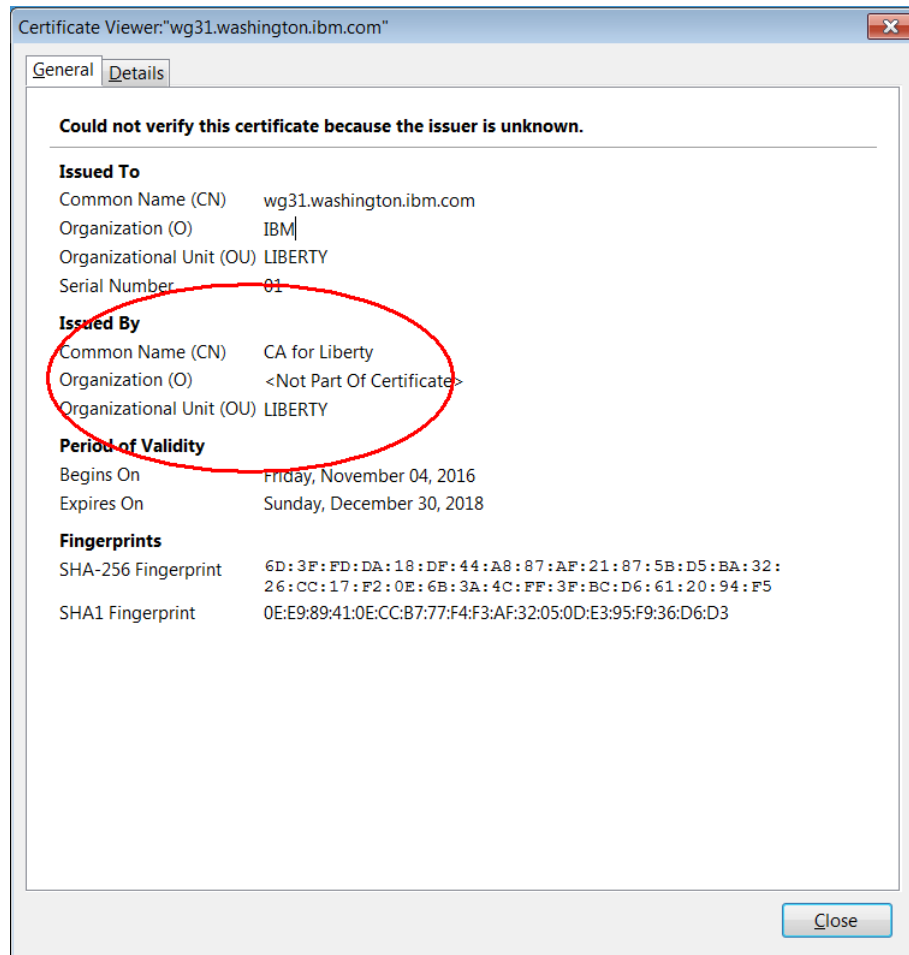 Certificate Viewer:"wg31.washington.ibm.com"
General Details
Could not verify this certificate because the issuer is unknown.
Issued To
Common Name (CN) wg31.washington.ibm.com
Organization (O) IBM
Organizational Unit (OU) LIBERTY
Serial Number 01
Issued By
Common Name (CN) CA for Liberty
Organization (O) <Not Part Of Certificate>
Organizational Unit (OU) LIBERTY
Period of Validity
Begins On Friday, November 04, 2016
Expires On Sunday, December 30, 2018
Fingerprints
SHA-256 Fingerprint 6D:3F:FD:DA:18:DF:44:A8:87:AF:21:87:5B:D5:BA:32:
26:CC:17:F2:0E:6B:3A:4C:FF:3F:BC:D6:61:20:94:F5
SHA1 Fingerprint 0E:E9:89:41:0E:CC:B7:77:F4:F3:AF:32:05:0D:E3:95:F9:36:D6:D3
Close